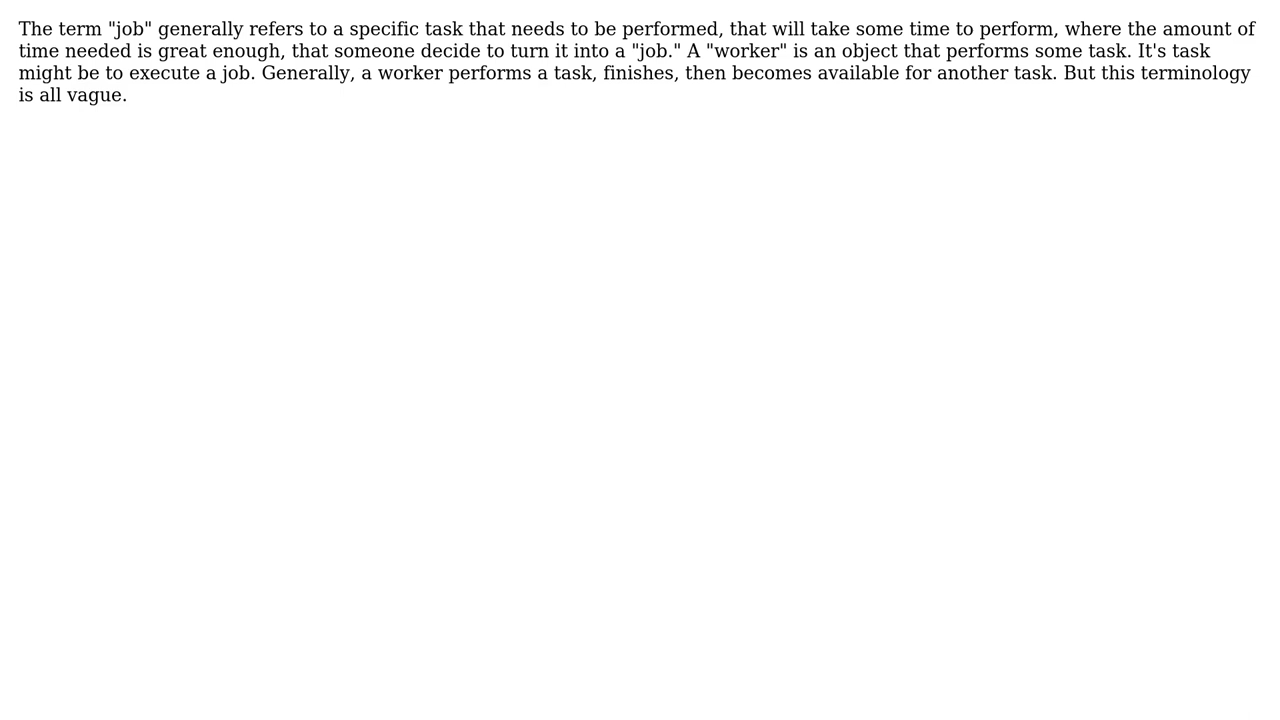 The term "job" generally refers to a specific task that needs to be performed, that will take some time to perform, where the amount of
time needed is great enough, that someone decide to turn it into a "job." A "worker" is an object that performs some task. It's task
might be to execute a job. Generally, a worker performs a task, finishes, then becomes available for another task. But this terminology
is all vague.